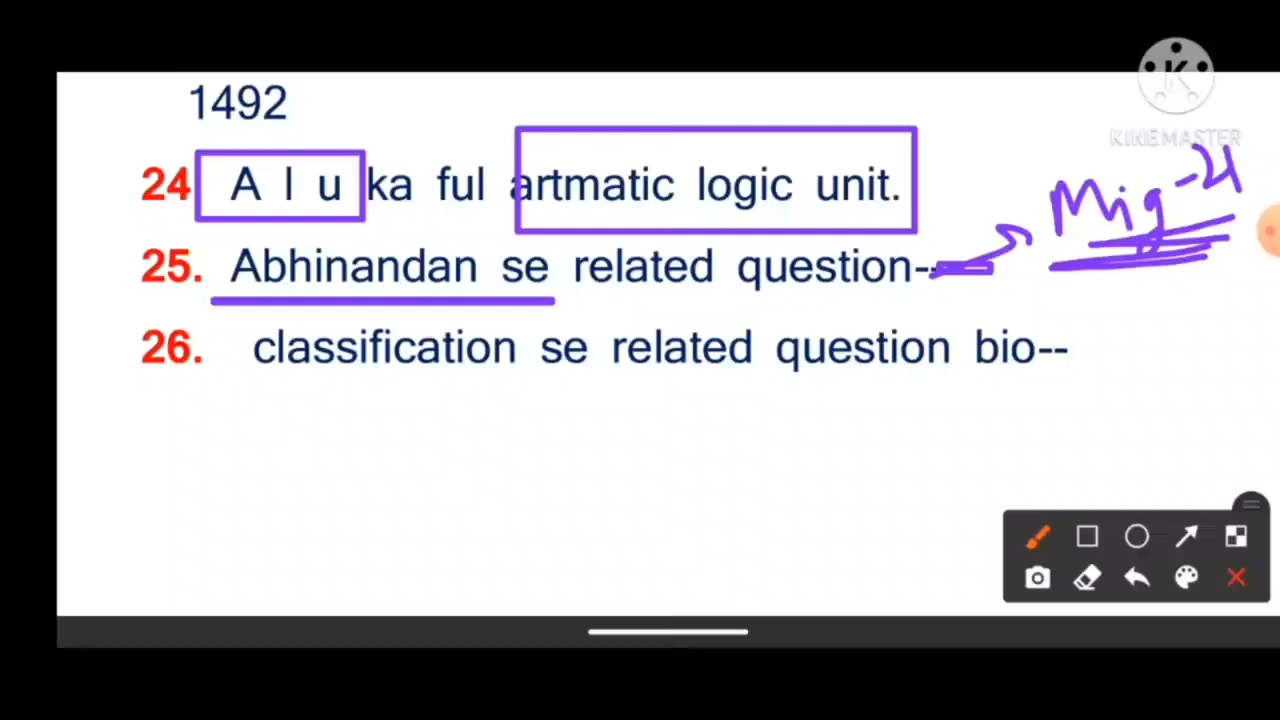 1492
KINEMASTER
24 A l u ka ful artmatic logic unit.
Mig-21
25. Abhinandan se related question--
26. classification se related question bio--